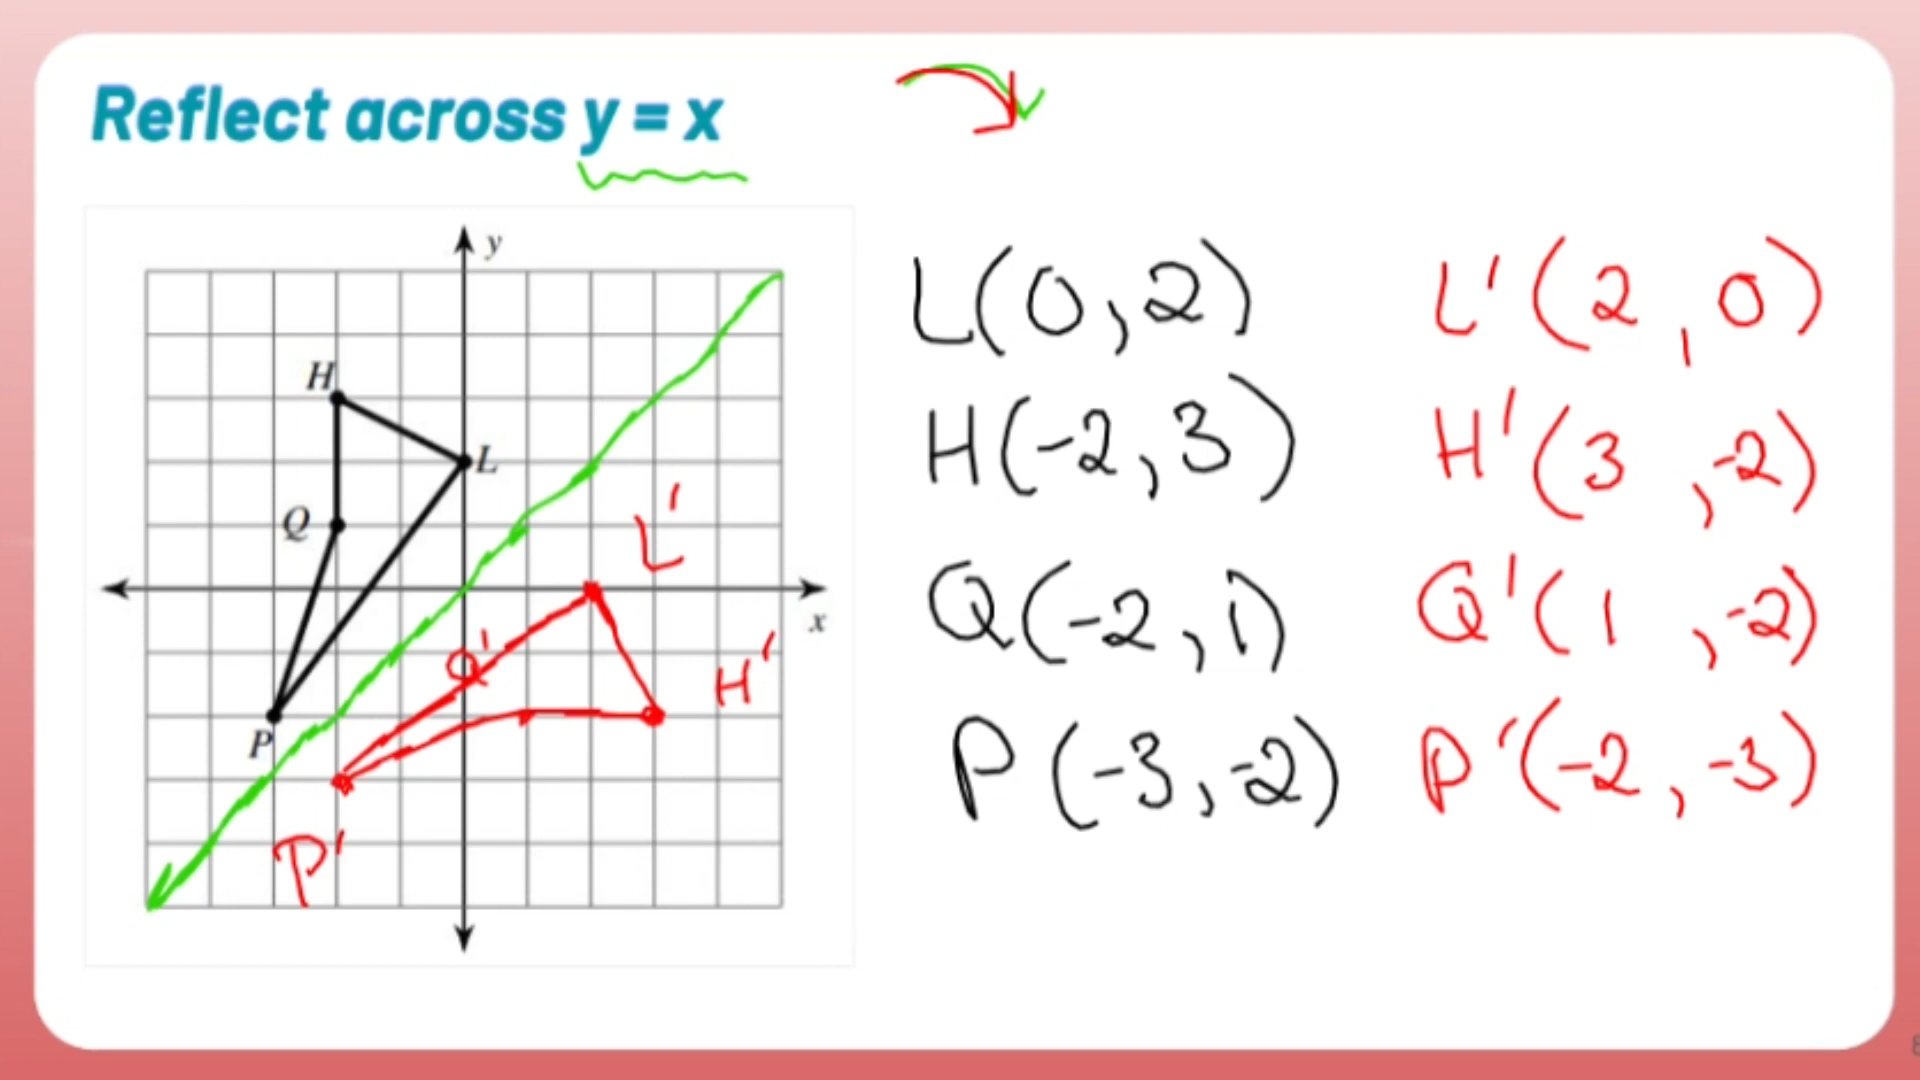 Reflect across y = x
y
H
L
Q
x
P
L'
Q'
H'
P'
L(0,2) L'(2,0)
H(-2,3) H'(3,-2)
Q(-2,1) Q'(1,-2)
P(-3,-2) P'(-2,-3)